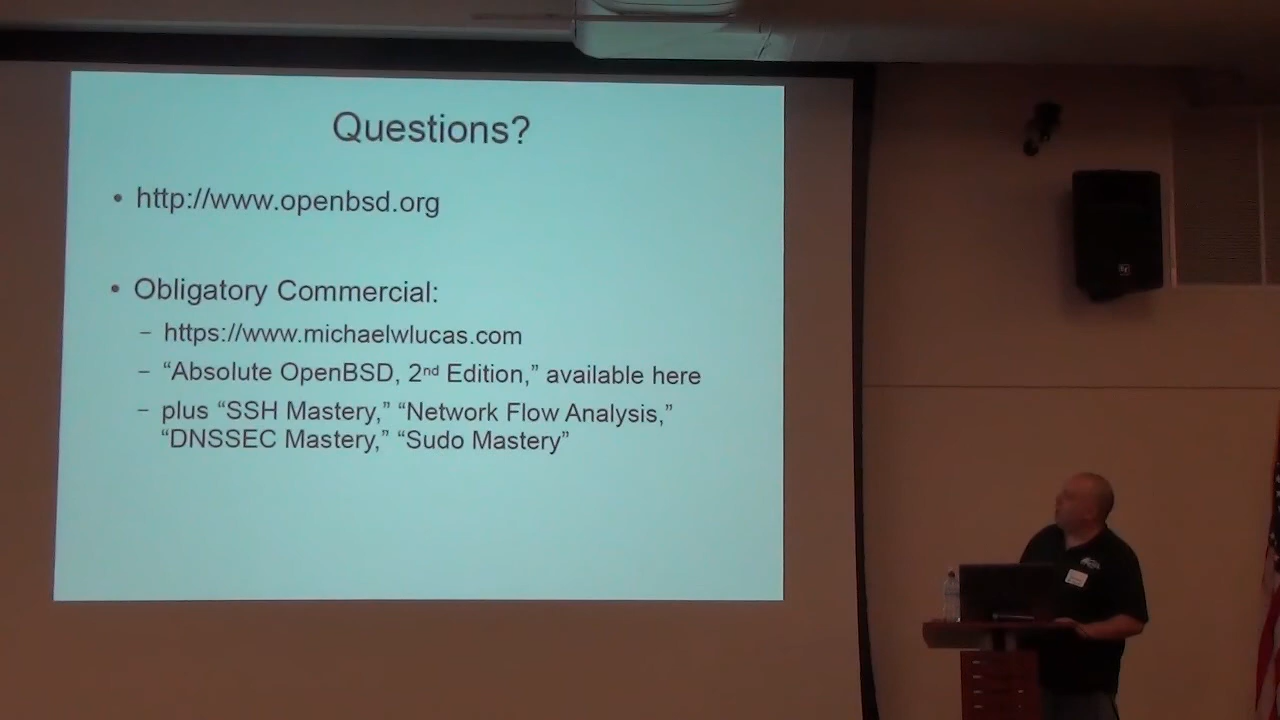 Questions?
• http://www.openbsd.org
• Obligatory Commercial:
– https://www.michaelwlucas.com
– “Absolute OpenBSD, 2nd Edition,” available here
– plus “SSH Mastery,” “Network Flow Analysis,”
“DNSSEC Mastery,” “Sudo Mastery”